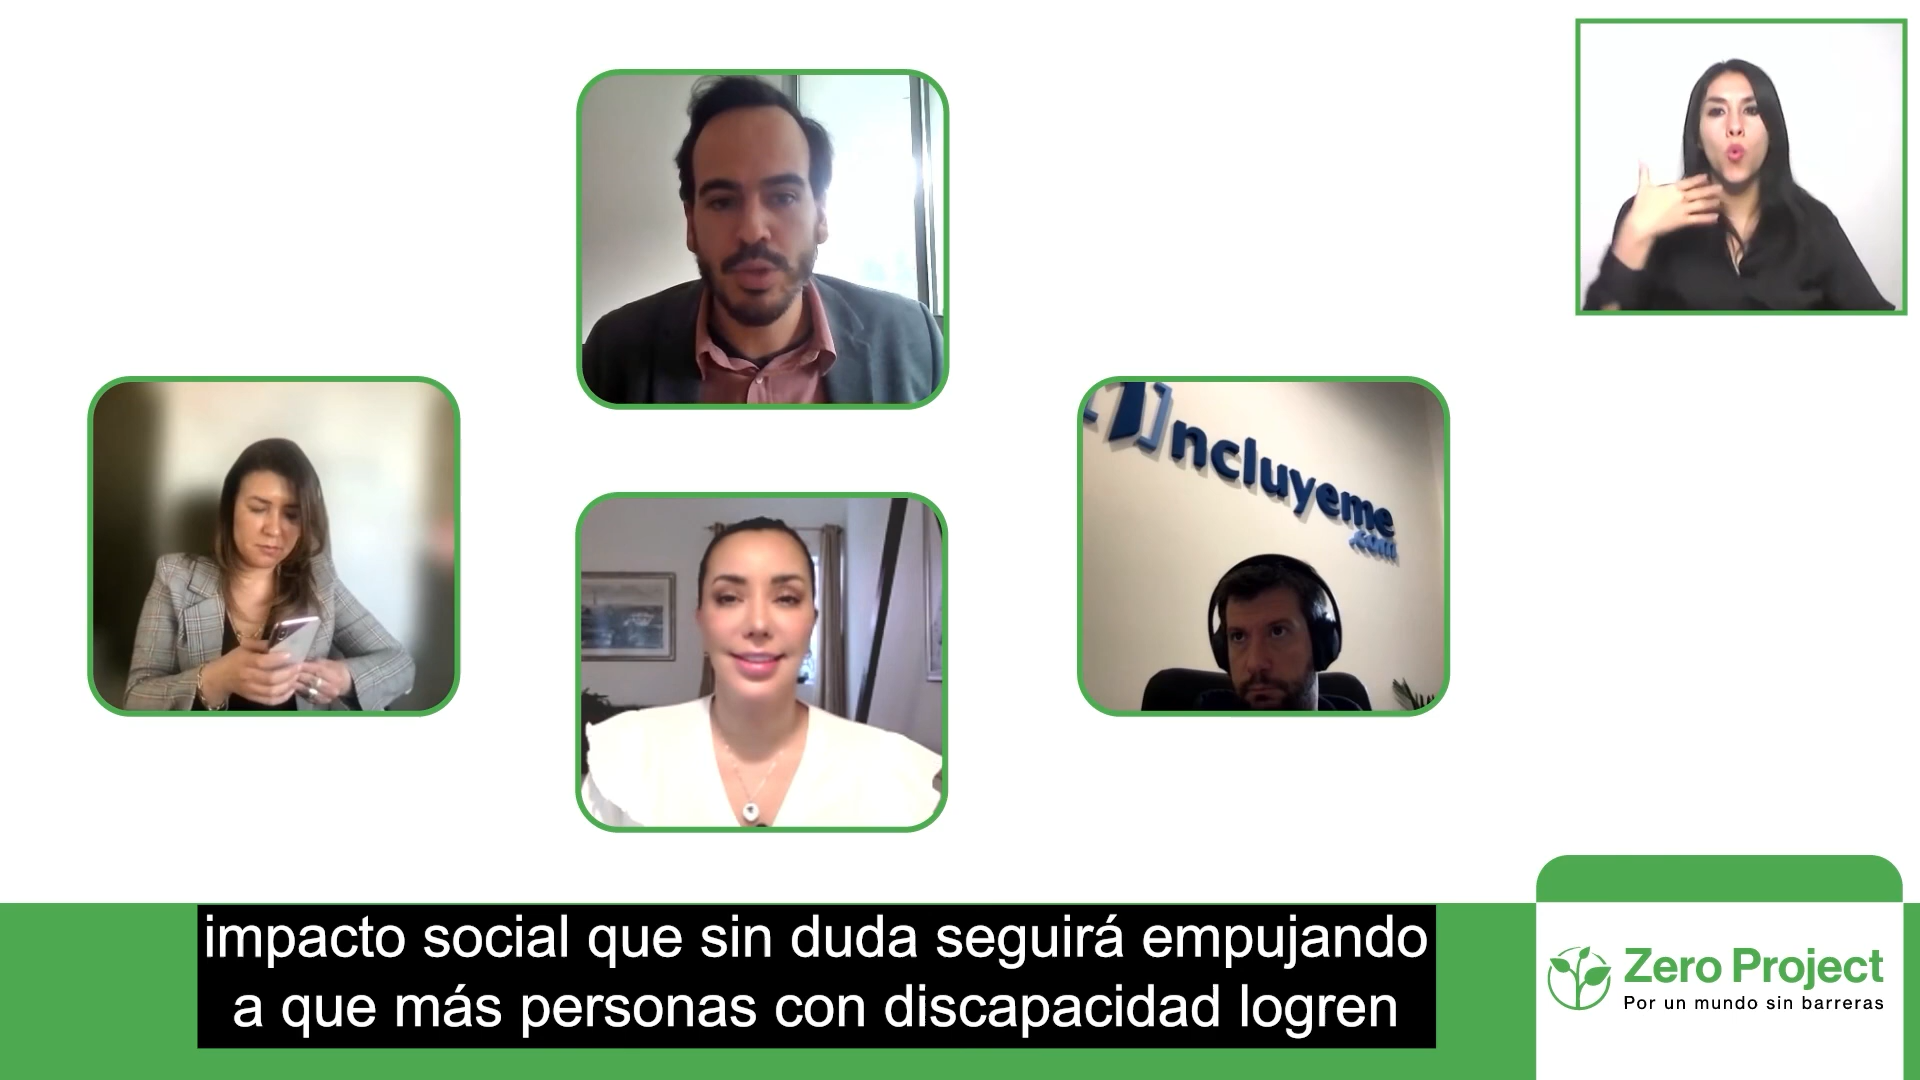 ncluyeme
.com
impacto social que sin duda seguirá empujando
a que más personas con discapacidad logren
Zero Project
Por un mundo sin barreras